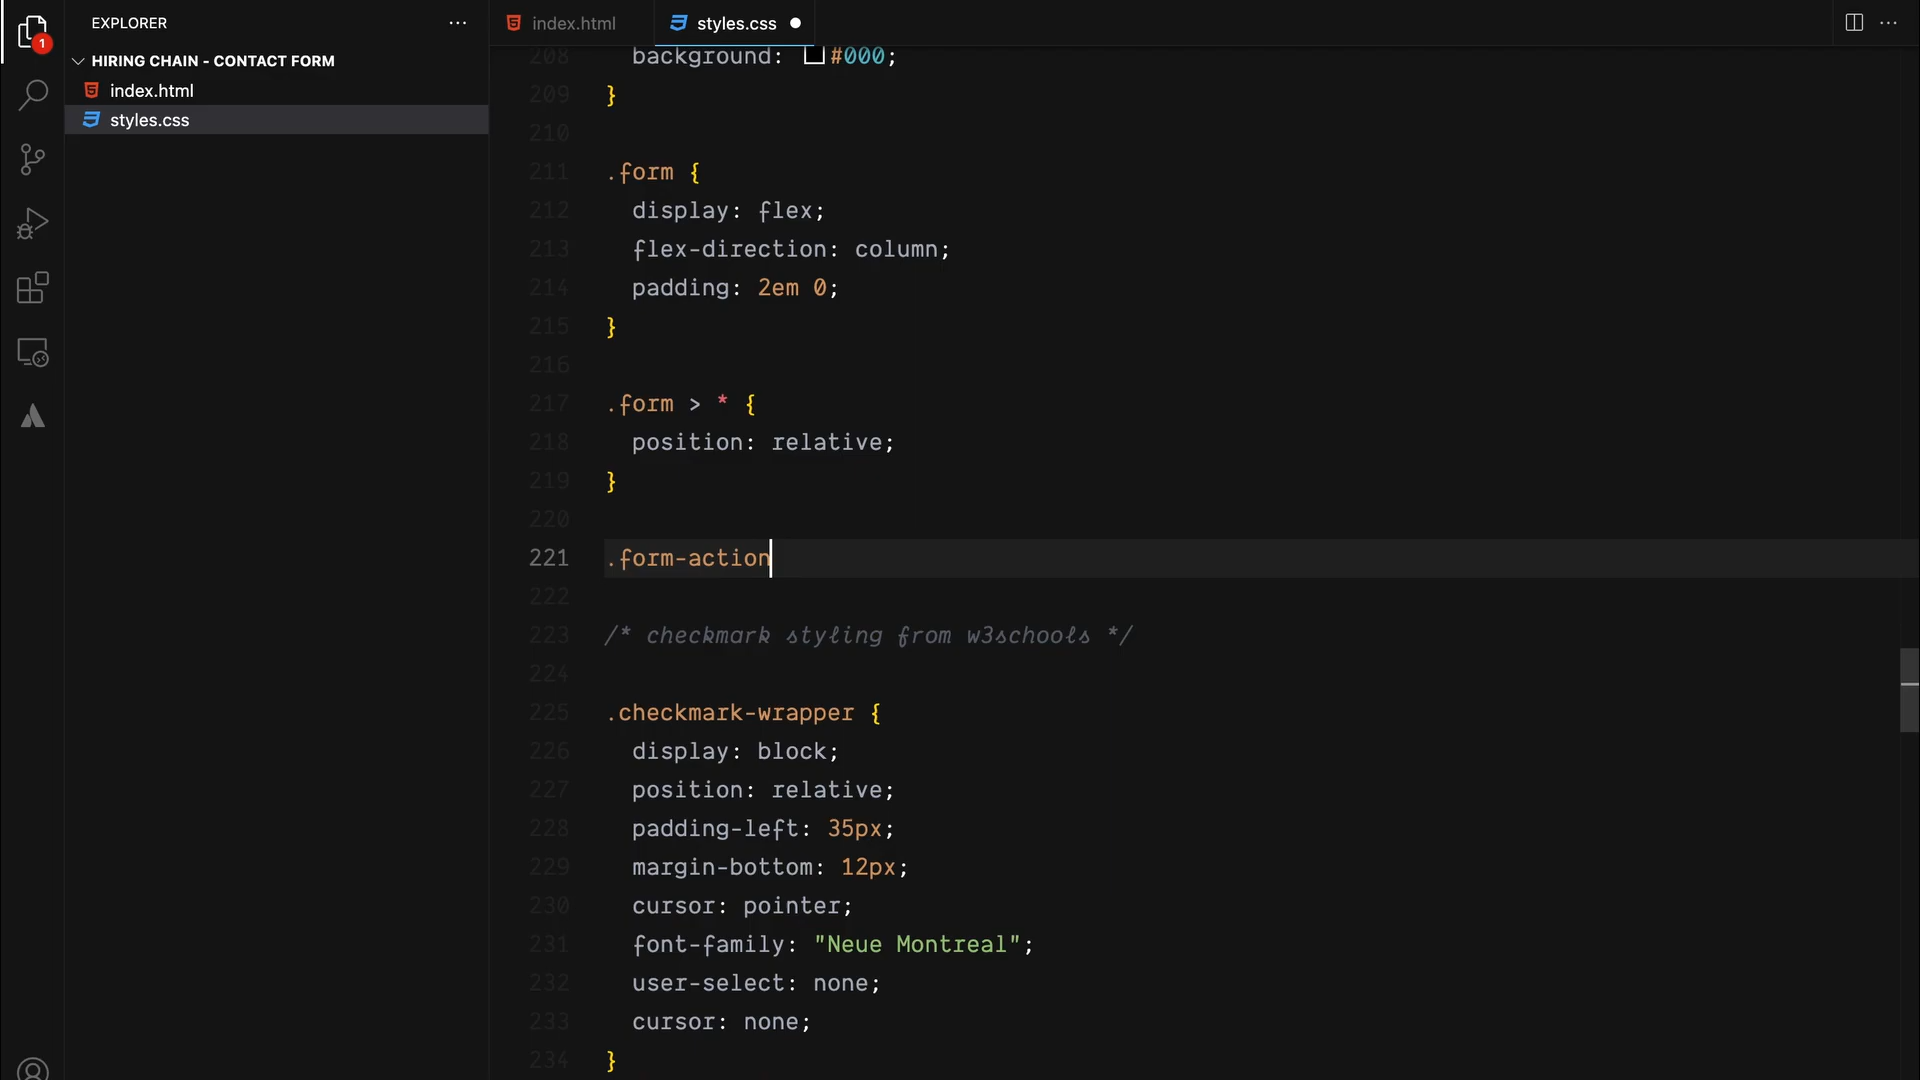 EXPLORER
HIRING CHAIN - CONTACT FORM
index.html
styles.css
1
index.html
styles.css
208 background: #000;
209 }
210
211 .form {
212 display: flex;
213 flex-direction: column;
214 padding: 2em 0;
215 }
216
217 .form > * {
218 position: relative;
219 }
220
221 .form-action
222
223 /* checkmark styling from w3schools */
224
225 .checkmark-wrapper {
226 display: block;
227 position: relative;
228 padding-left: 35px;
229 margin-bottom: 12px;
230 cursor: pointer;
231 font-family: "Neue Montreal";
232 user-select: none;
233 cursor: none;
234 }